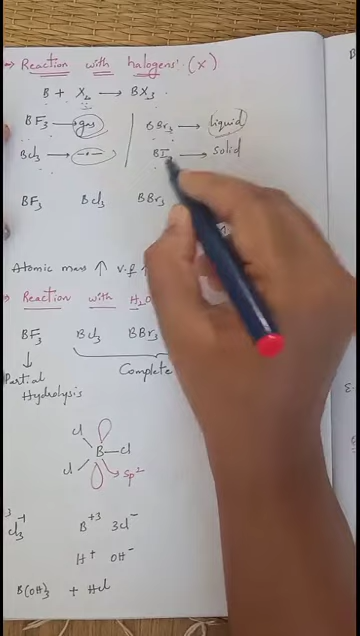 → Reaction with halogens: (X)
B + X₂ → BX₃
BF₃ → gas
BCl₃ → —·—
BBr₃ → liquid
BI₃ → solid
BF₃ BCl₃ BBr₃
Atomic mass ↑ V.f ↑
→ Reaction with H₂O
BF₃ BCl₃ BBr₃
↓
Partial Hydrolysis
Complete
Cl
B—Cl
Cl
→ Sp²
B⁺³ 3Cl⁻
H⁺ OH⁻
B(OH)₃ + HCl